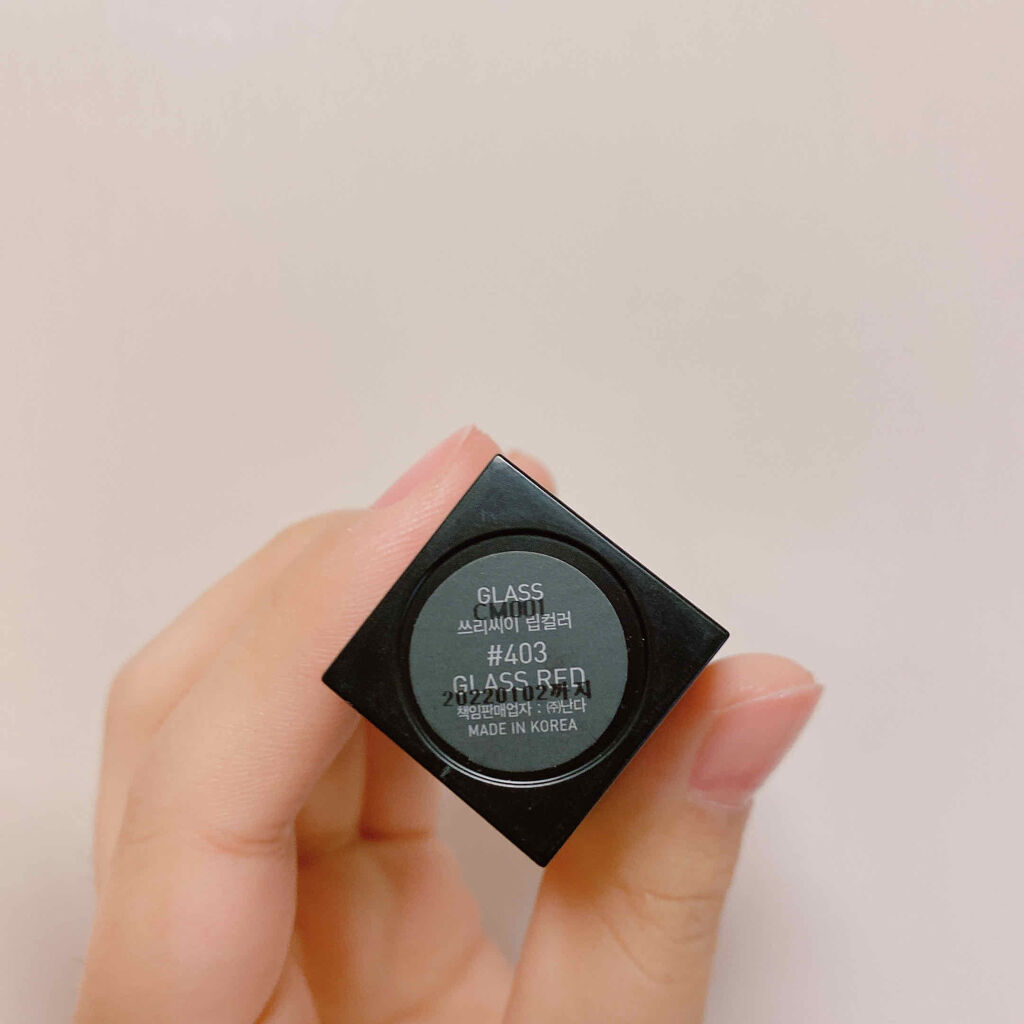 GLASS
CM001
쓰리씨이 립컬러
#403
GLASS RED
20220102까지
책임판매업자 : ㈜난다
MADE IN KOREA